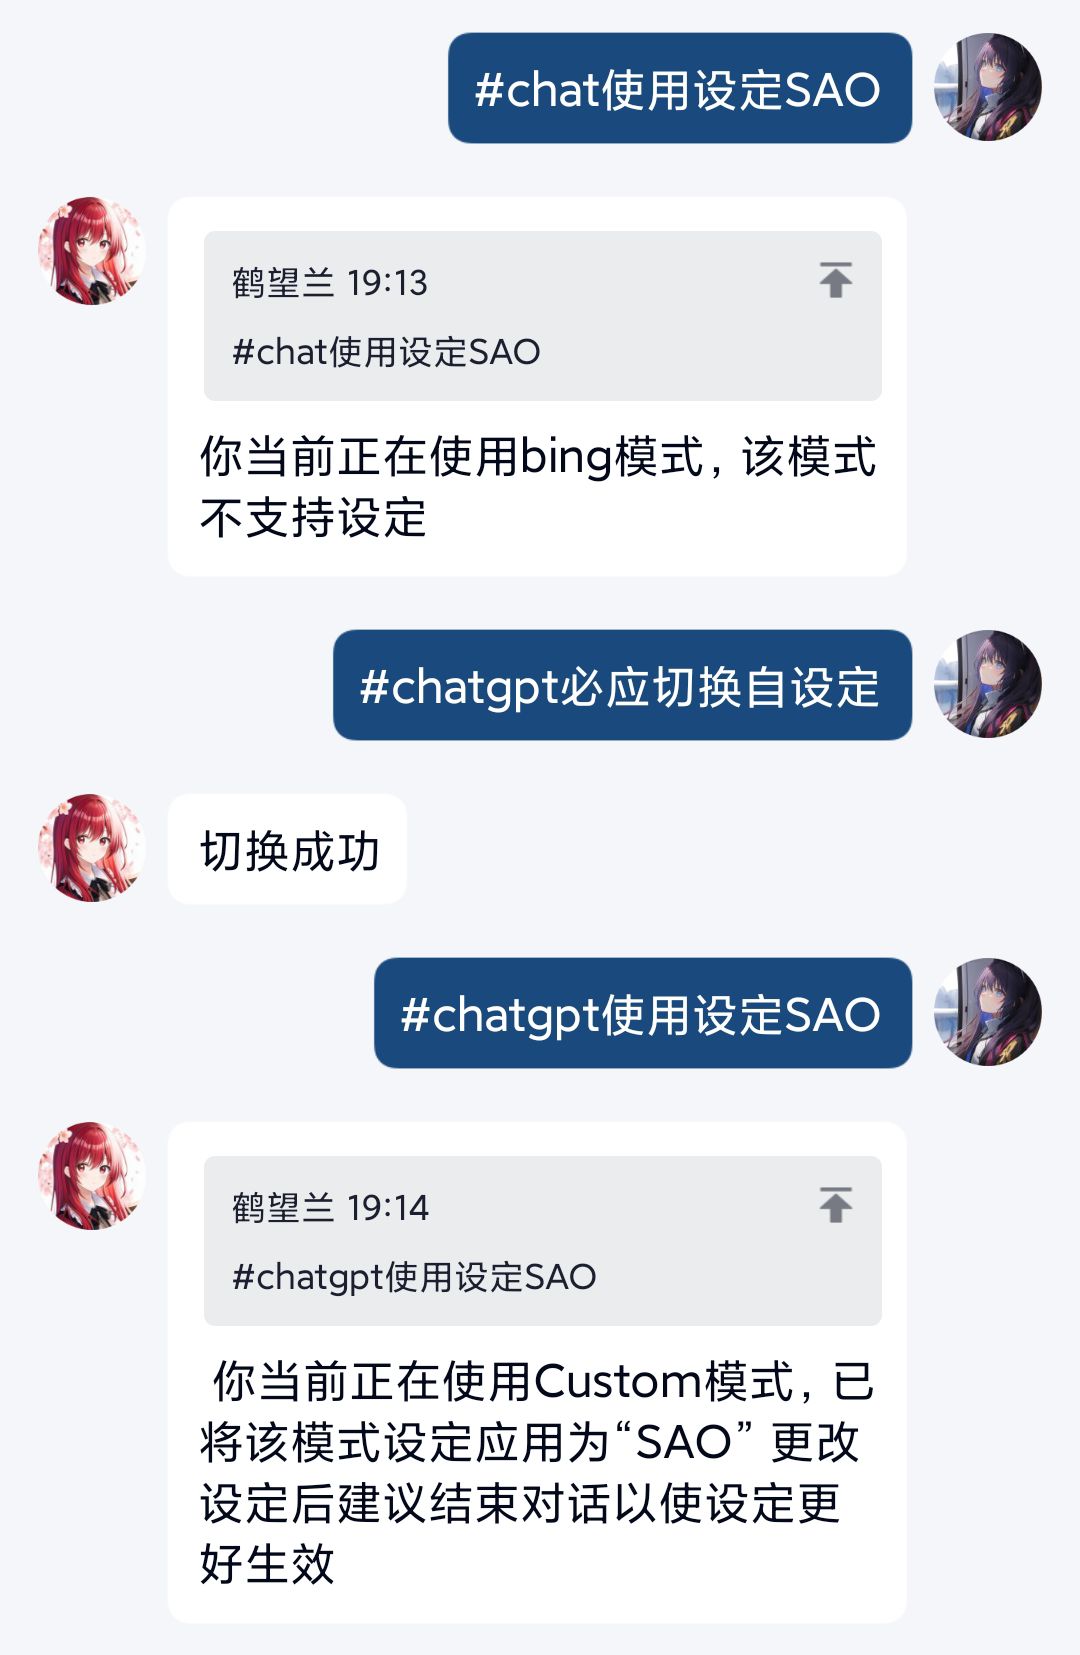 #chat使用设定SAO
鹤望兰 19:13
#chat使用设定SAO
你当前正在使用bing模式，该模式
不支持设定
#chatgpt必应切换自设定
切换成功
#chatgpt使用设定SAO
鹤望兰 19:14
#chatgpt使用设定SAO
你当前正在使用Custom模式，已
将该模式设定应用为“SAO” 更改
设定后建议结束对话以使设定更
好生效